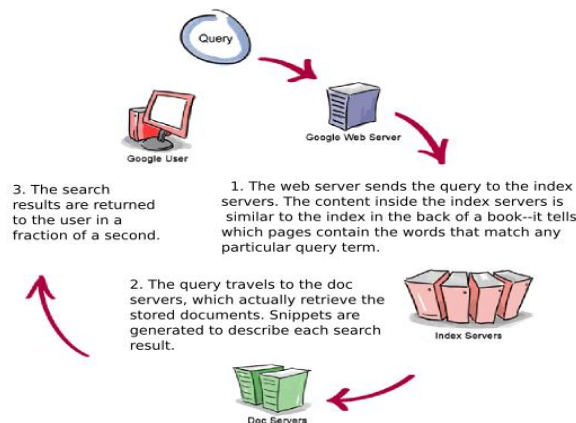 Query
Google Web Server
Google User
1. The web server sends the query to the index
servers. The content inside the index servers is
similar to the index in the back of a book--it tells
which pages contain the words that match any
particular query term.
3. The search
results are returned
to the user in a
fraction of a second.
2. The query travels to the doc
servers, which actually retrieve the
stored documents. Snippets are
generated to describe each search
result.
Index Servers
Doc Servers